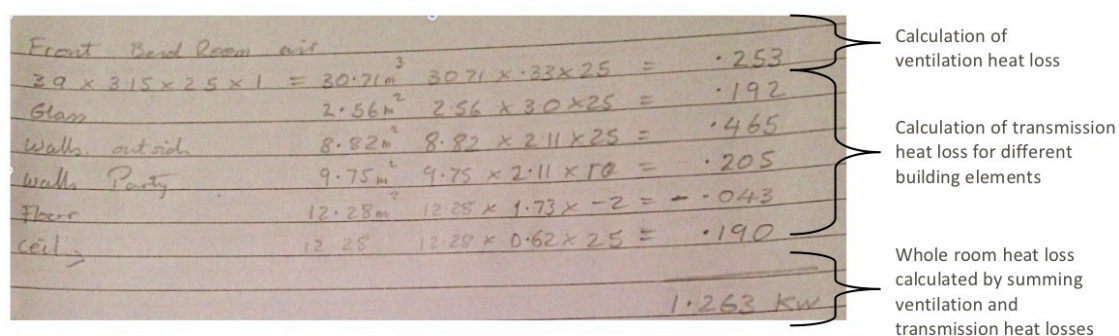 Front Bend Room air
3.9 × 3.15 × 2.5 × 1 = 30.71m³ 30.71 × .33 × 25 = .253
Glass 2.56m² 2.56 × 3.0 × 25 = .192
Walls outside 8.82m² 8.82 × 2.11 × 25 = .465
Walls Party 9.75m² 9.75 × 2.11 × 10 = .205
Floor 12.28m² 12.28 × 1.73 × -2 = - .043
Ceil 12.28 12.28 × 0.62 × 25 = .190
1.263 KW
Calculation of
ventilation heat loss
Calculation of transmission
heat loss for different
building elements
Whole room heat loss
calculated by summing
ventilation and
transmission heat losses